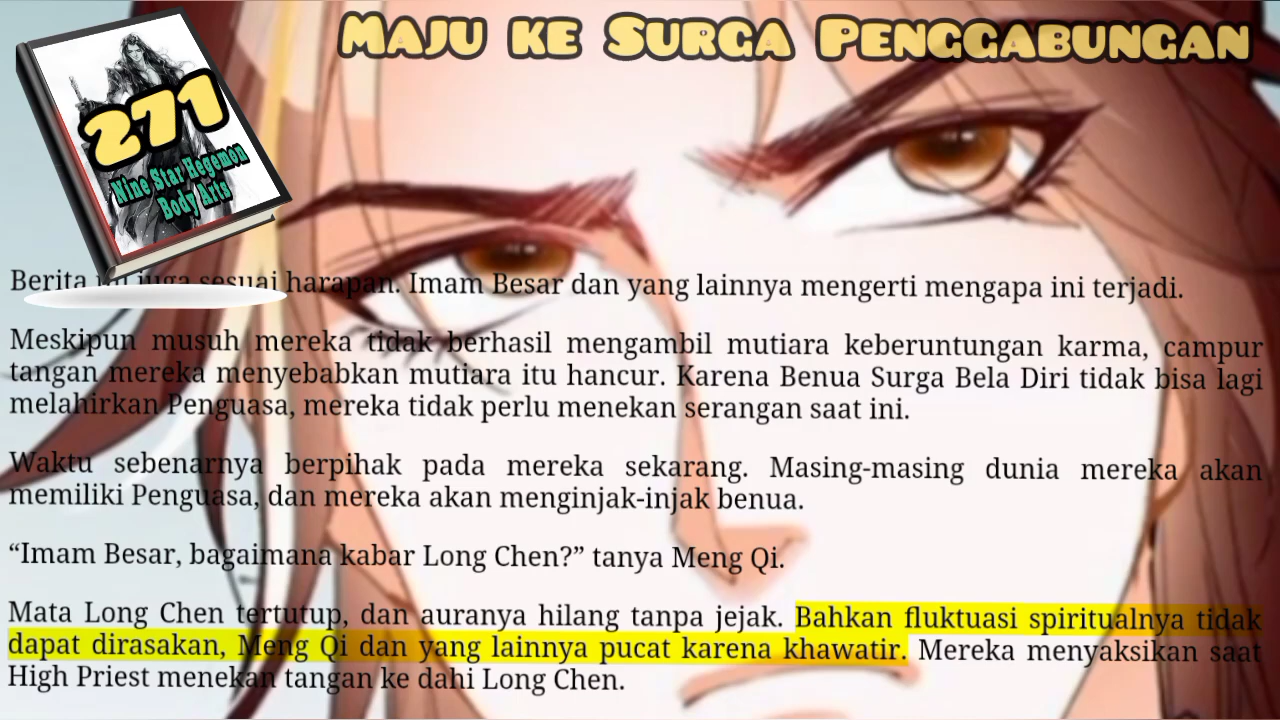 Maju ke Surga Penggabungan
271
Nine Star Hegemon
Body Arts
Berita ini juga sesuai harapan. Imam Besar dan yang lainnya mengerti mengapa ini terjadi.
Meskipun musuh mereka tidak berhasil mengambil mutiara keberuntungan karma, campur
tangan mereka menyebabkan mutiara itu hancur. Karena Benua Surga Bela Diri tidak bisa lagi
melahirkan Penguasa, mereka tidak perlu menekan serangan saat ini.
Waktu sebenarnya berpihak pada mereka sekarang. Masing-masing dunia mereka akan
memiliki Penguasa, dan mereka akan menginjak-injak benua.
“Imam Besar, bagaimana kabar Long Chen?” tanya Meng Qi.
Mata Long Chen tertutup, dan auranya hilang tanpa jejak. Bahkan fluktuasi spiritualnya tidak
dapat dirasakan, Meng Qi dan yang lainnya pucat karena khawatir. Mereka menyaksikan saat
High Priest menekan tangan ke dahi Long Chen.